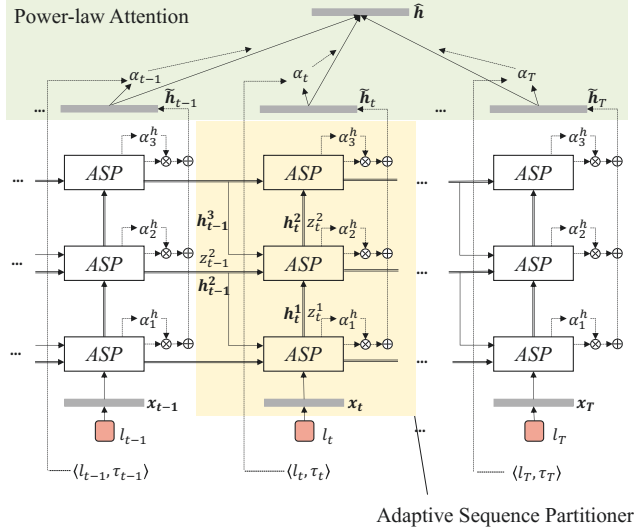 Power-law Attention
ĥ
α_{t−1} α_t α_T
... h̃_{t−1} h̃_t ... h̃_T
α_3^h α_3^h α_3^h
... ASP ASP ... ASP
h_{t−1}^3 h_t^2 z_t^2
α_2^h α_2^h α_2^h
... ASP z_{t−1}^2 ASP ... ASP
h_{t−1}^2 h_t^1 z_t^1
α_1^h α_1^h α_1^h
... ASP ASP ... ASP
x_{t−1} x_t x_T
l_{t−1} l_t ... l_T
⟨l_{t−1}, τ_{t−1}⟩ ⟨l_t, τ_t⟩ ⟨l_T, τ_T⟩
Adaptive Sequence Partitioner